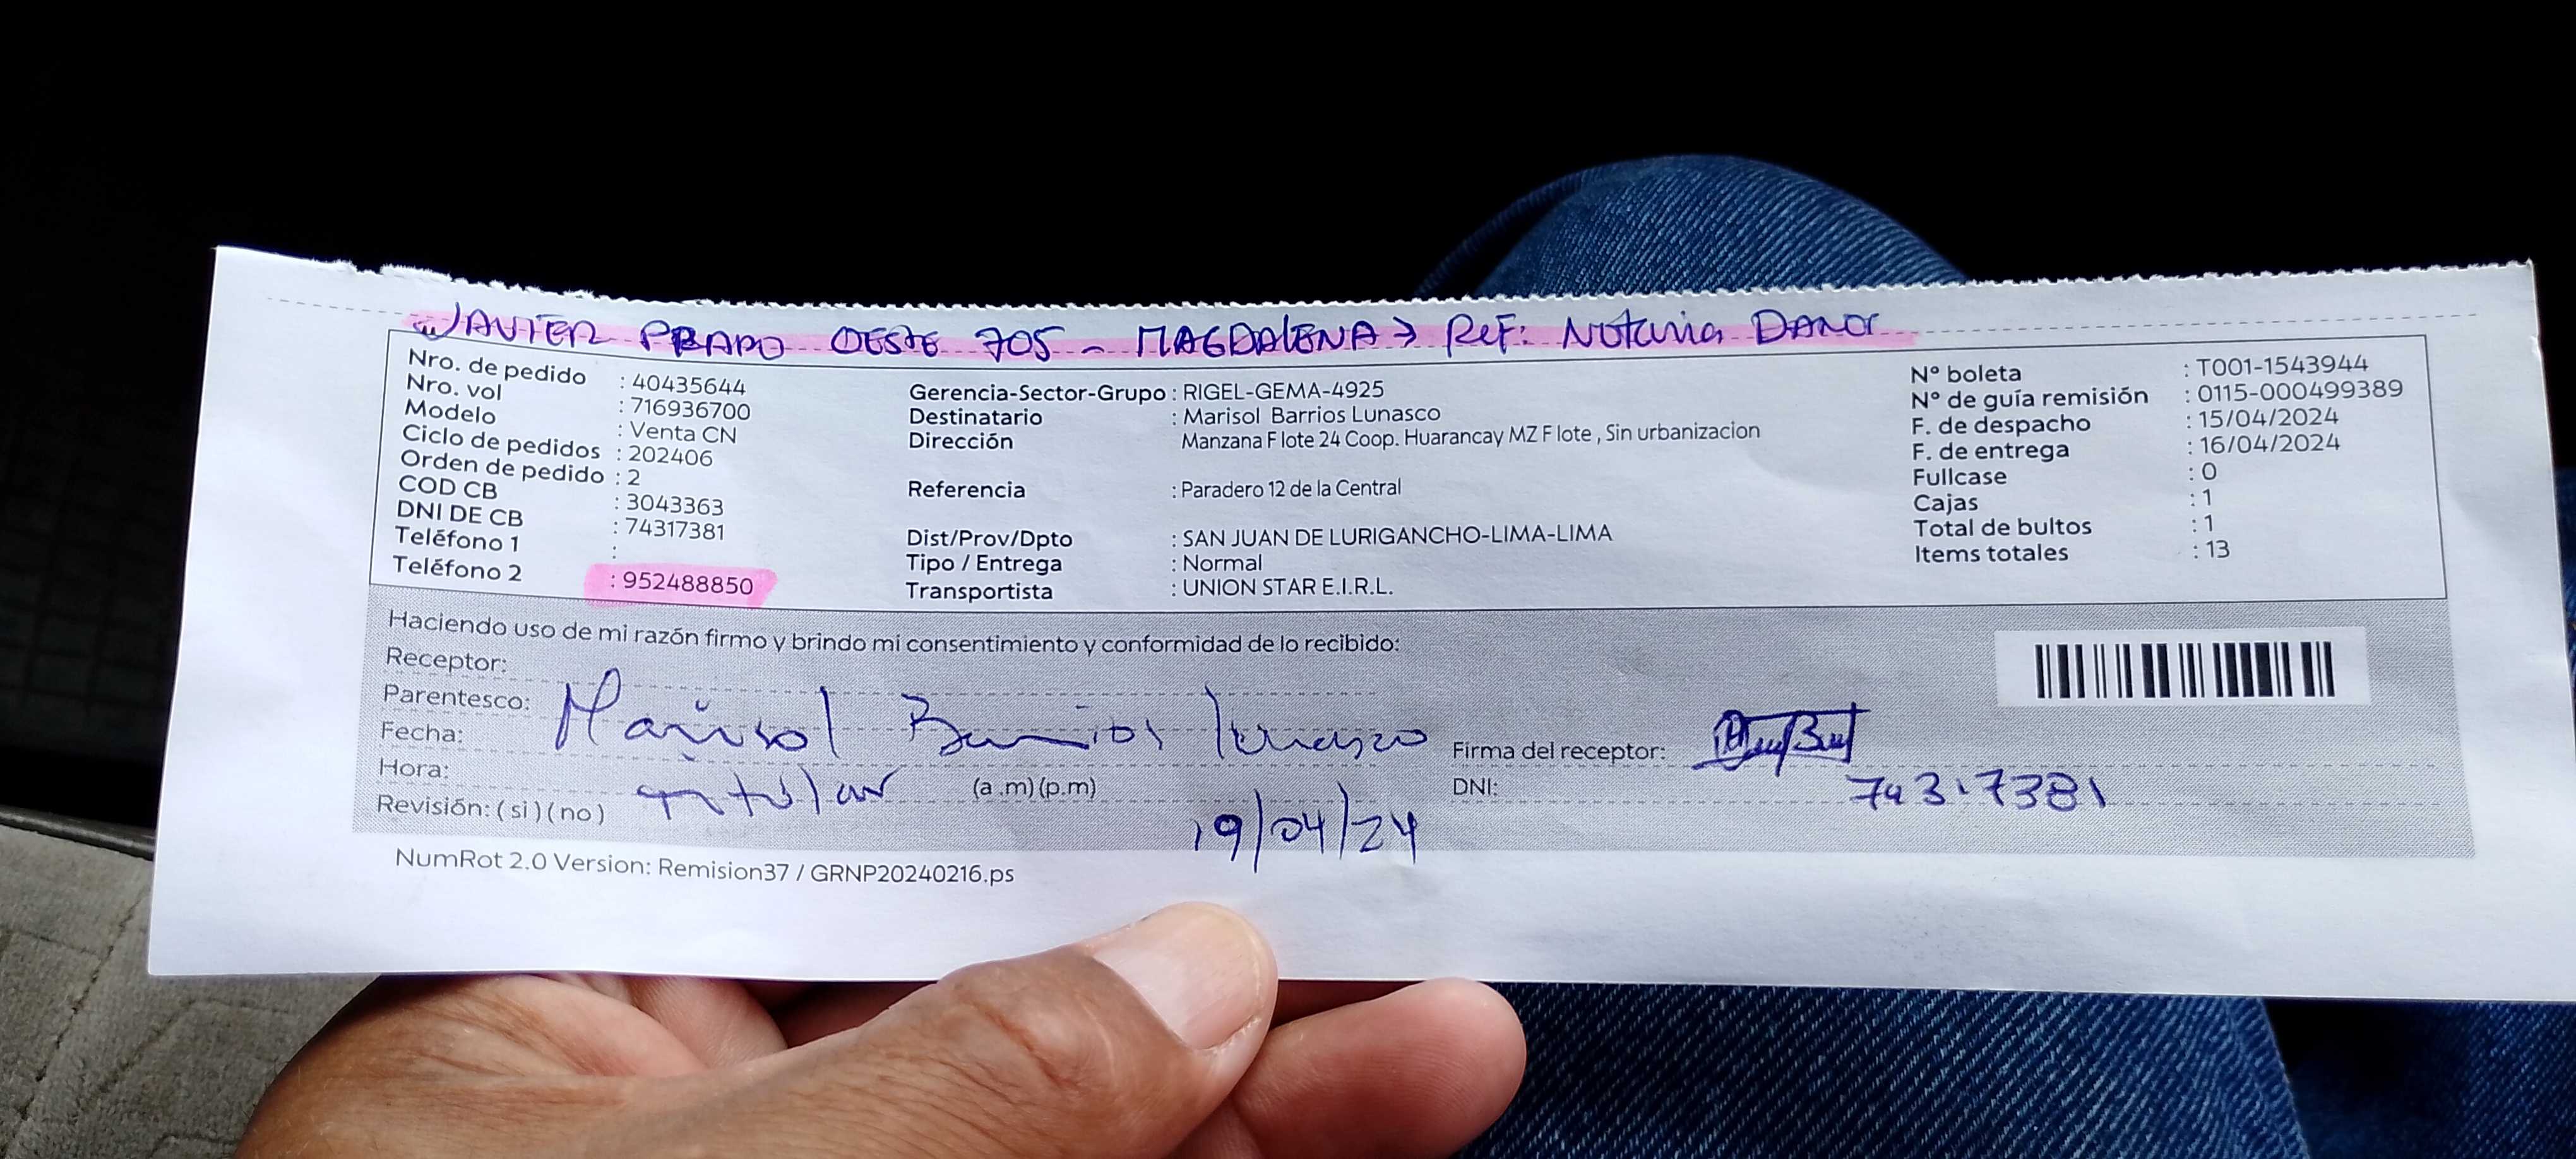 JAVIER PRADO OESTE 705 - MAGDALENA → Ref: Notaria DANOS
Nro. de pedido : 40435644
Nro. vol : 716936700
Modelo : Venta CN
Ciclo de pedidos : 202406
Orden de pedido : 2
COD CB : 3043363
DNI DE CB : 74317381
Teléfono 1 :
Teléfono 2 : 952488850
Gerencia-Sector-Grupo : RIGEL-GEMA-4925
Destinatario : Marisol Barrios Lunasco
Dirección Manzana F lote 24 Coop. Huarancay MZ F lote , Sin urbanizacion
Referencia : Paradero 12 de la Central
Dist/Prov/Dpto : SAN JUAN DE LURIGANCHO-LIMA-LIMA
Tipo / Entrega : Normal
Transportista : UNION STAR E.I.R.L.
N° boleta : T001-1543944
N° de guía remisión : 0115-000499389
F. de despacho : 15/04/2024
F. de entrega : 16/04/2024
Fullcase : 0
Cajas : 1
Total de bultos : 1
Items totales : 13
Haciendo uso de mi razón firmo y brindo mi consentimiento y conformidad de lo recibido:
Receptor:
Parentesco: Marisol Barrios Lunasco
Fecha:
Hora: titular (a .m) (p.m)
Revisión: ( si ) ( no ) 19/04/24
Firma del receptor:
DNI: 74317381
NumRot 2.0 Version: Remision37 / GRNP20240216.ps